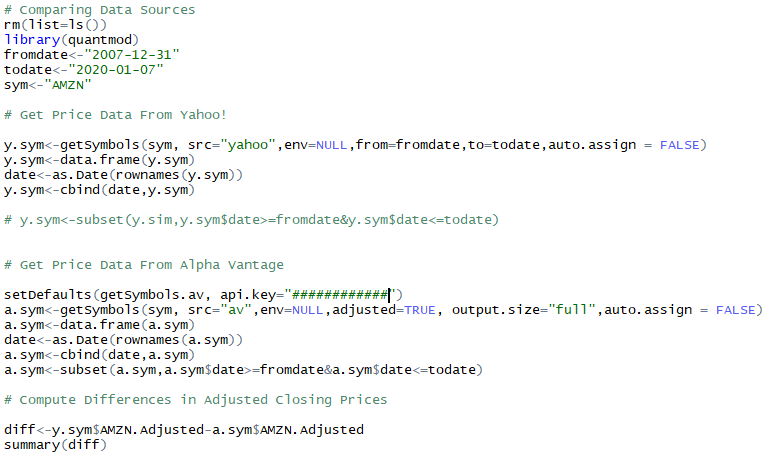 # Comparing Data Sources
rm(list=ls())
library(quantmod)
fromdate<-"2007-12-31"
todate<-"2020-01-07"
sym<-"AMZN"
# Get Price Data From Yahoo!
y.sym<-getSymbols(sym, src="yahoo",env=NULL,from=fromdate,to=todate,auto.assign = FALSE)
y.sym<-data.frame(y.sym)
date<-as.Date(rownames(y.sym))
y.sym<-cbind(date,y.sym)
# y.sym<-subset(y.sim,y.sym$date>=fromdate&y.sym$date<=todate)
# Get Price Data From Alpha Vantage
setDefaults(getSymbols.av, api.key="############")
a.sym<-getSymbols(sym, src="av",env=NULL,adjusted=TRUE, output.size="full",auto.assign = FALSE)
a.sym<-data.frame(a.sym)
date<-as.Date(rownames(a.sym))
a.sym<-cbind(date,a.sym)
a.sym<-subset(a.sym,a.sym$date>=fromdate&a.sym$date<=todate)
# Compute Differences in Adjusted Closing Prices
diff<-y.sym$AMZN.Adjusted-a.sym$AMZN.Adjusted
summary(diff)